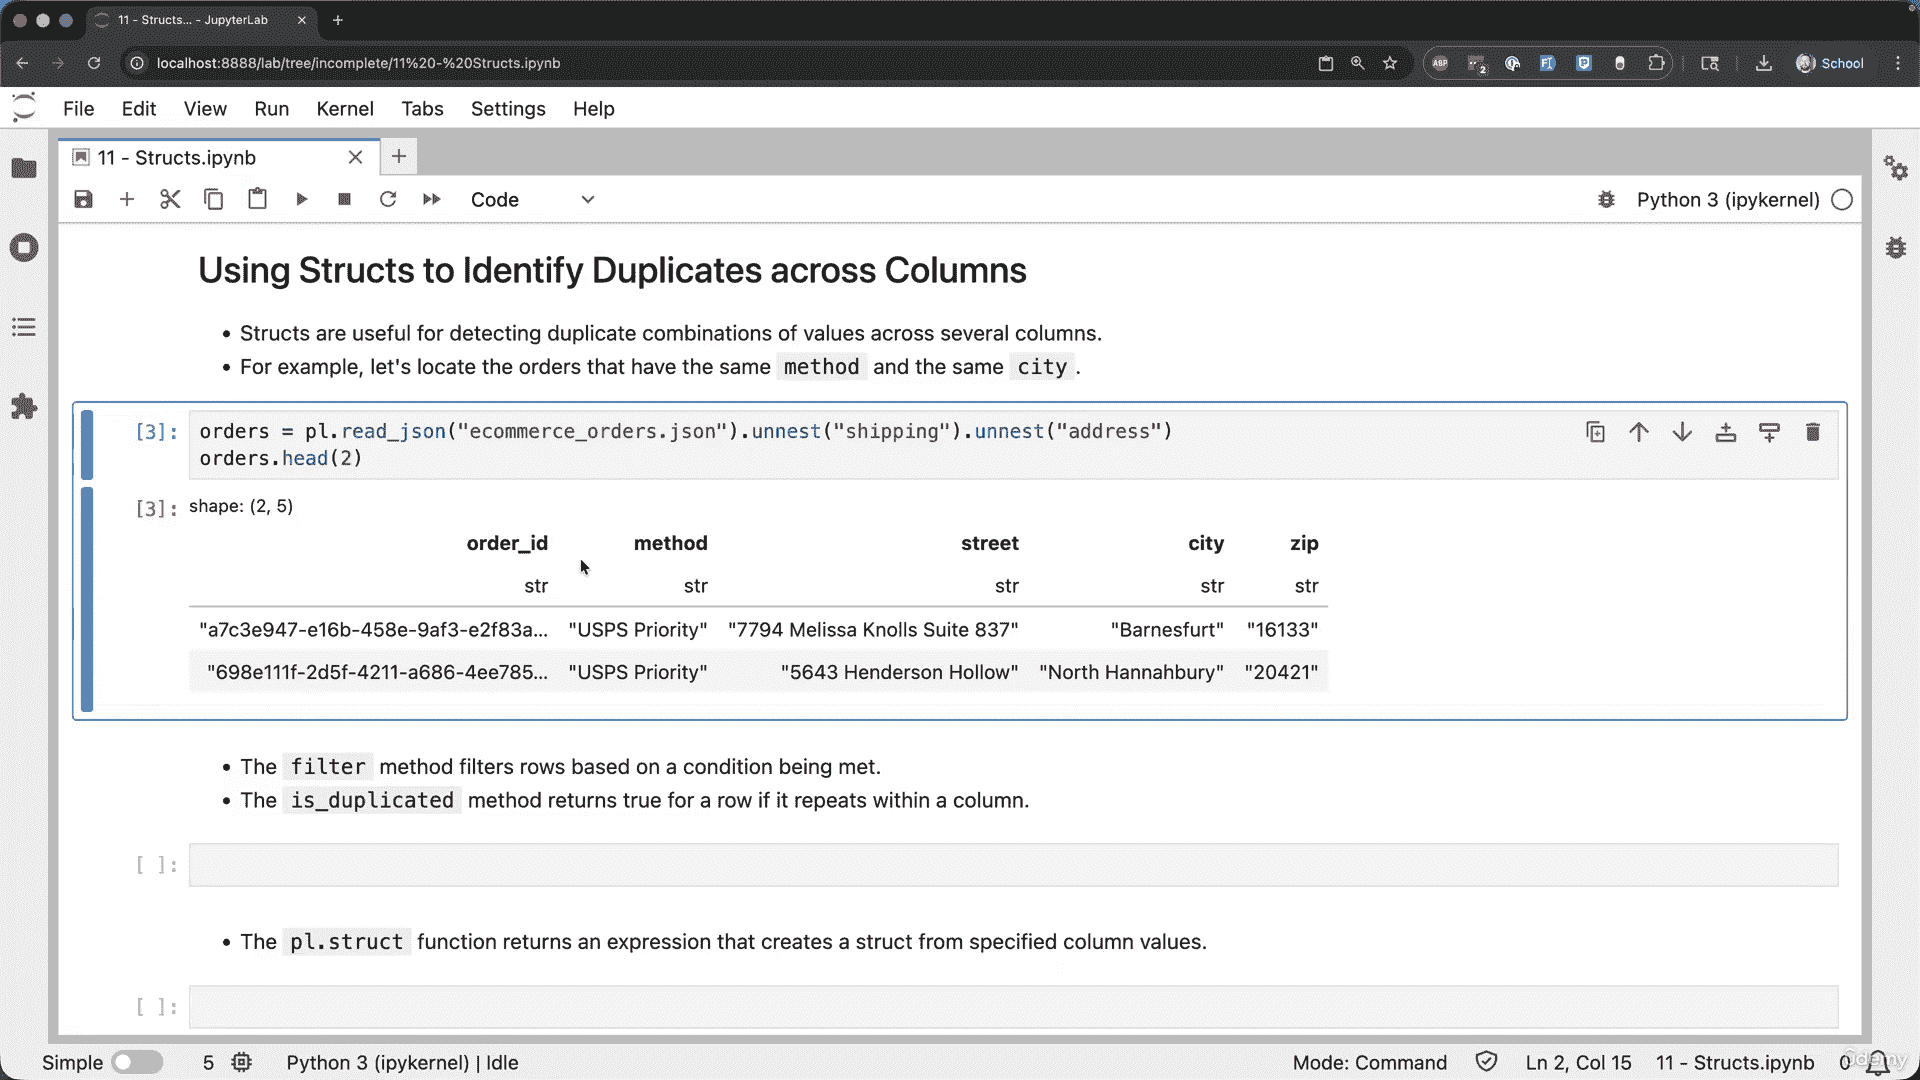 11 - Structs... - JupyterLab
localhost:8888/lab/tree/incomplete/11%20-%20Structs.ipynb
ABP
2
School
File Edit View Run Kernel Tabs Settings Help
11 - Structs.ipynb
Code
Python 3 (ipykernel)
Using Structs to Identify Duplicates across Columns
• Structs are useful for detecting duplicate combinations of values across several columns.
• For example, let's locate the orders that have the same method and the same city.
[3]: orders = pl.read_json("ecommerce_orders.json").unnest("shipping").unnest("address")
orders.head(2)
[3]: shape: (2, 5)
order_id method street city zip
str str str str str
"a7c3e947-e16b-458e-9af3-e2f83a... "USPS Priority" "7794 Melissa Knolls Suite 837" "Barnesfurt" "16133"
"698e111f-2d5f-4211-a686-4ee785... "USPS Priority" "5643 Henderson Hollow" "North Hannahbury" "20421"
• The filter method filters rows based on a condition being met.
• The is_duplicated method returns true for a row if it repeats within a column.
[ ]:
• The pl.struct function returns an expression that creates a struct from specified column values.
[ ]:
Simple 5 Python 3 (ipykernel) | Idle Mode: Command Ln 2, Col 15 11 - Structs.ipynb 0
Udemy